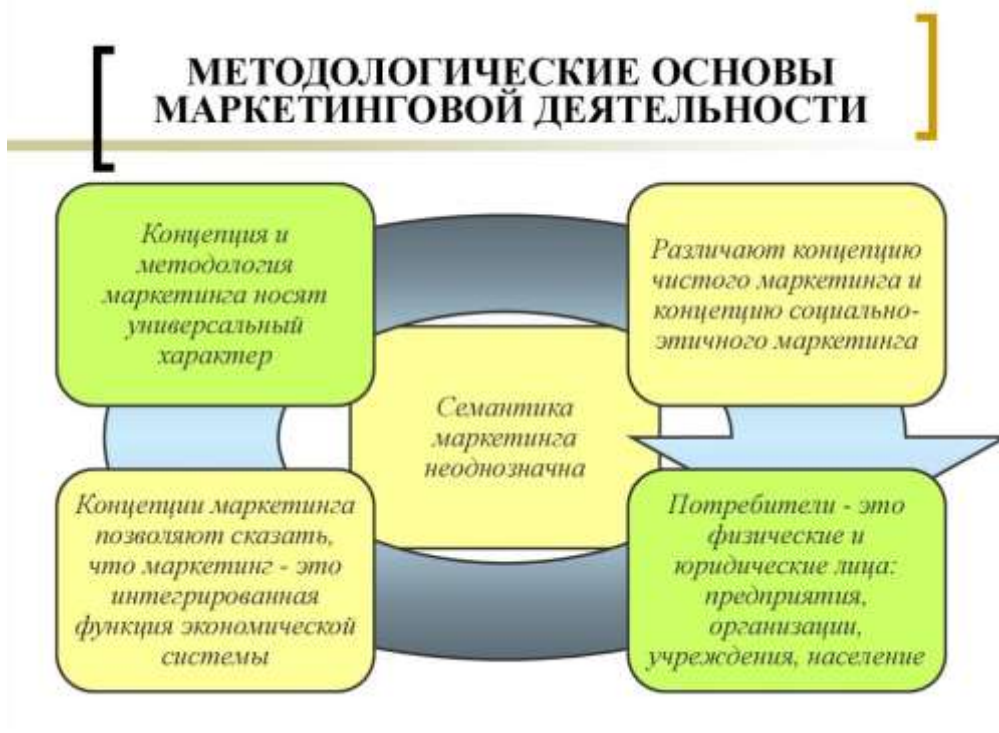 МЕТОДОЛОГИЧЕСКИЕ ОСНОВЫ
МАРКЕТИНГОВОЙ ДЕЯТЕЛЬНОСТИ
Концепция и
методология
маркетинга носят
универсальный
характер
Различают концепцию
чистого маркетинга и
концепцию социально-
этичного маркетинга
Семантика
маркетинга
неоднозначна
Концепции маркетинга
позволяют сказать,
что маркетинг - это
интегрированная
функция экономической
системы
Потребители - это
физические и
юридические лица:
предприятия,
организации,
учреждения, население